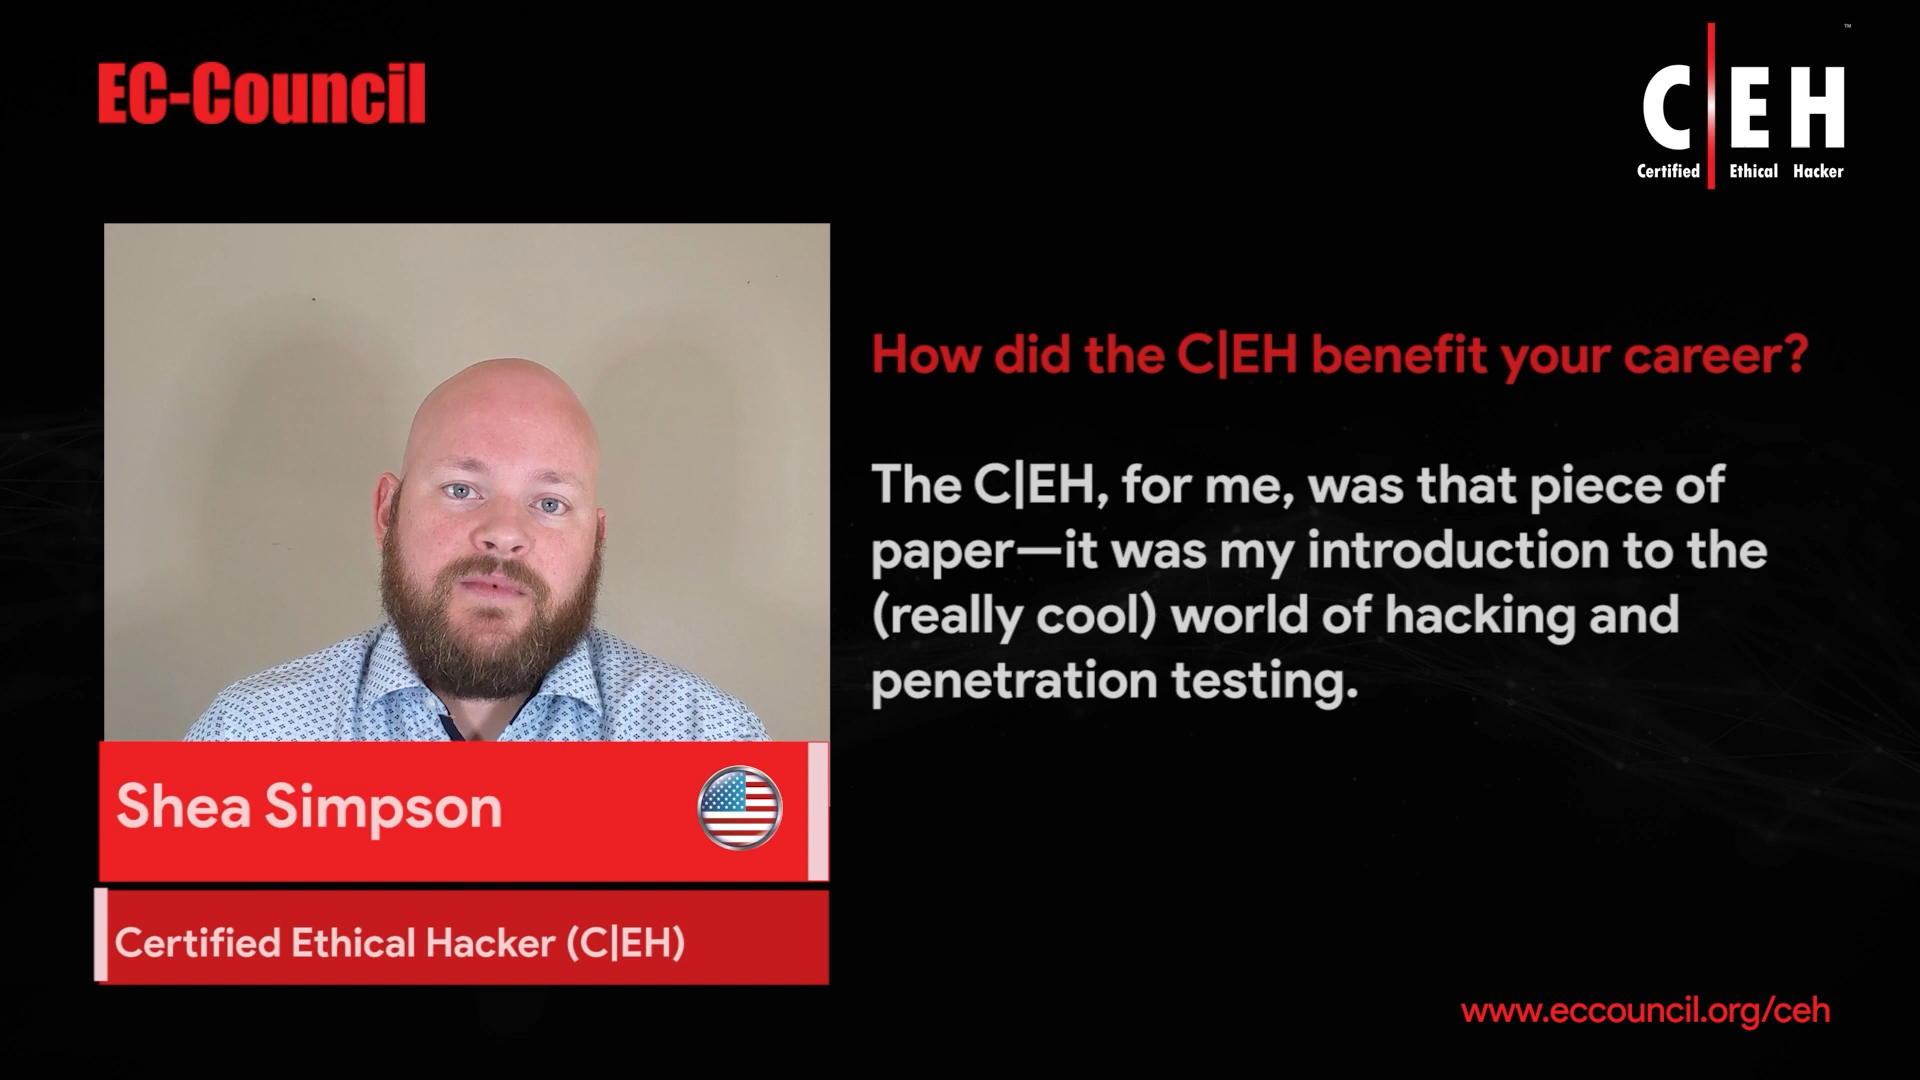 EC-Council
C|EH
™
Certified Ethical Hacker
How did the C|EH benefit your career?
The C|EH, for me, was that piece of
paper—it was my introduction to the
(really cool) world of hacking and
penetration testing.
Shea Simpson
Certified Ethical Hacker (C|EH)
www.eccouncil.org/ceh